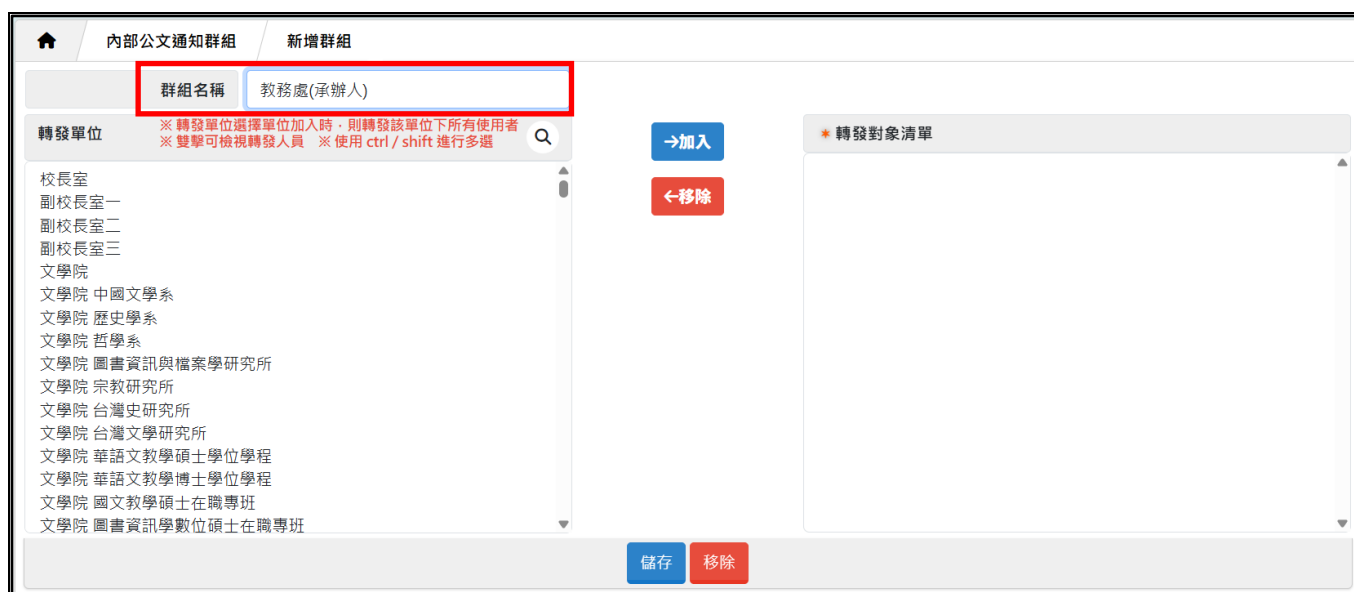 內部公文通知群組 新增群組
群組名稱 教務處(承辦人)
轉發單位
※ 轉發單位選擇單位加入時，則轉發該單位下所有使用者
※ 雙擊可檢視轉發人員 ※ 使用 ctrl / shift 進行多選
→加入
←移除
✶ 轉發對象清單
校長室
副校長室一
副校長室二
副校長室三
文學院
文學院 中國文學系
文學院 歷史學系
文學院 哲學系
文學院 圖書資訊與檔案學研究所
文學院 宗教研究所
文學院 台灣史研究所
文學院 台灣文學研究所
文學院 華語文教學碩士學位學程
文學院 華語文教學博士學位學程
文學院 國文教學碩士在職專班
文學院 圖書資訊學數位碩士在職專班
儲存 移除